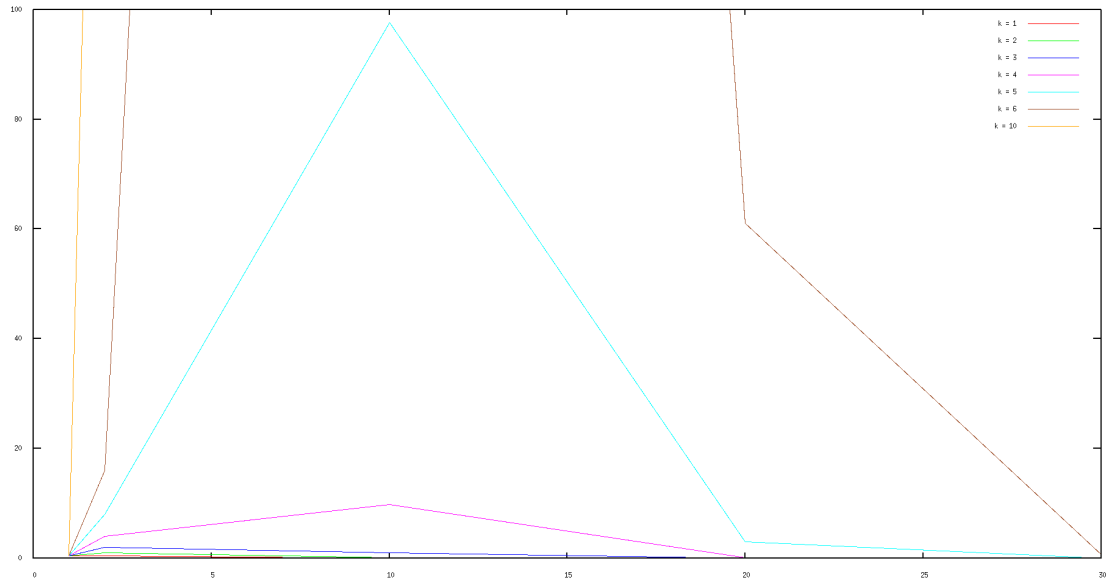 100
80
60
40
20
0
0 5 10 15 20 25 30
k = 1
k = 2
k = 3
k = 4
k = 5
k = 6
k = 10